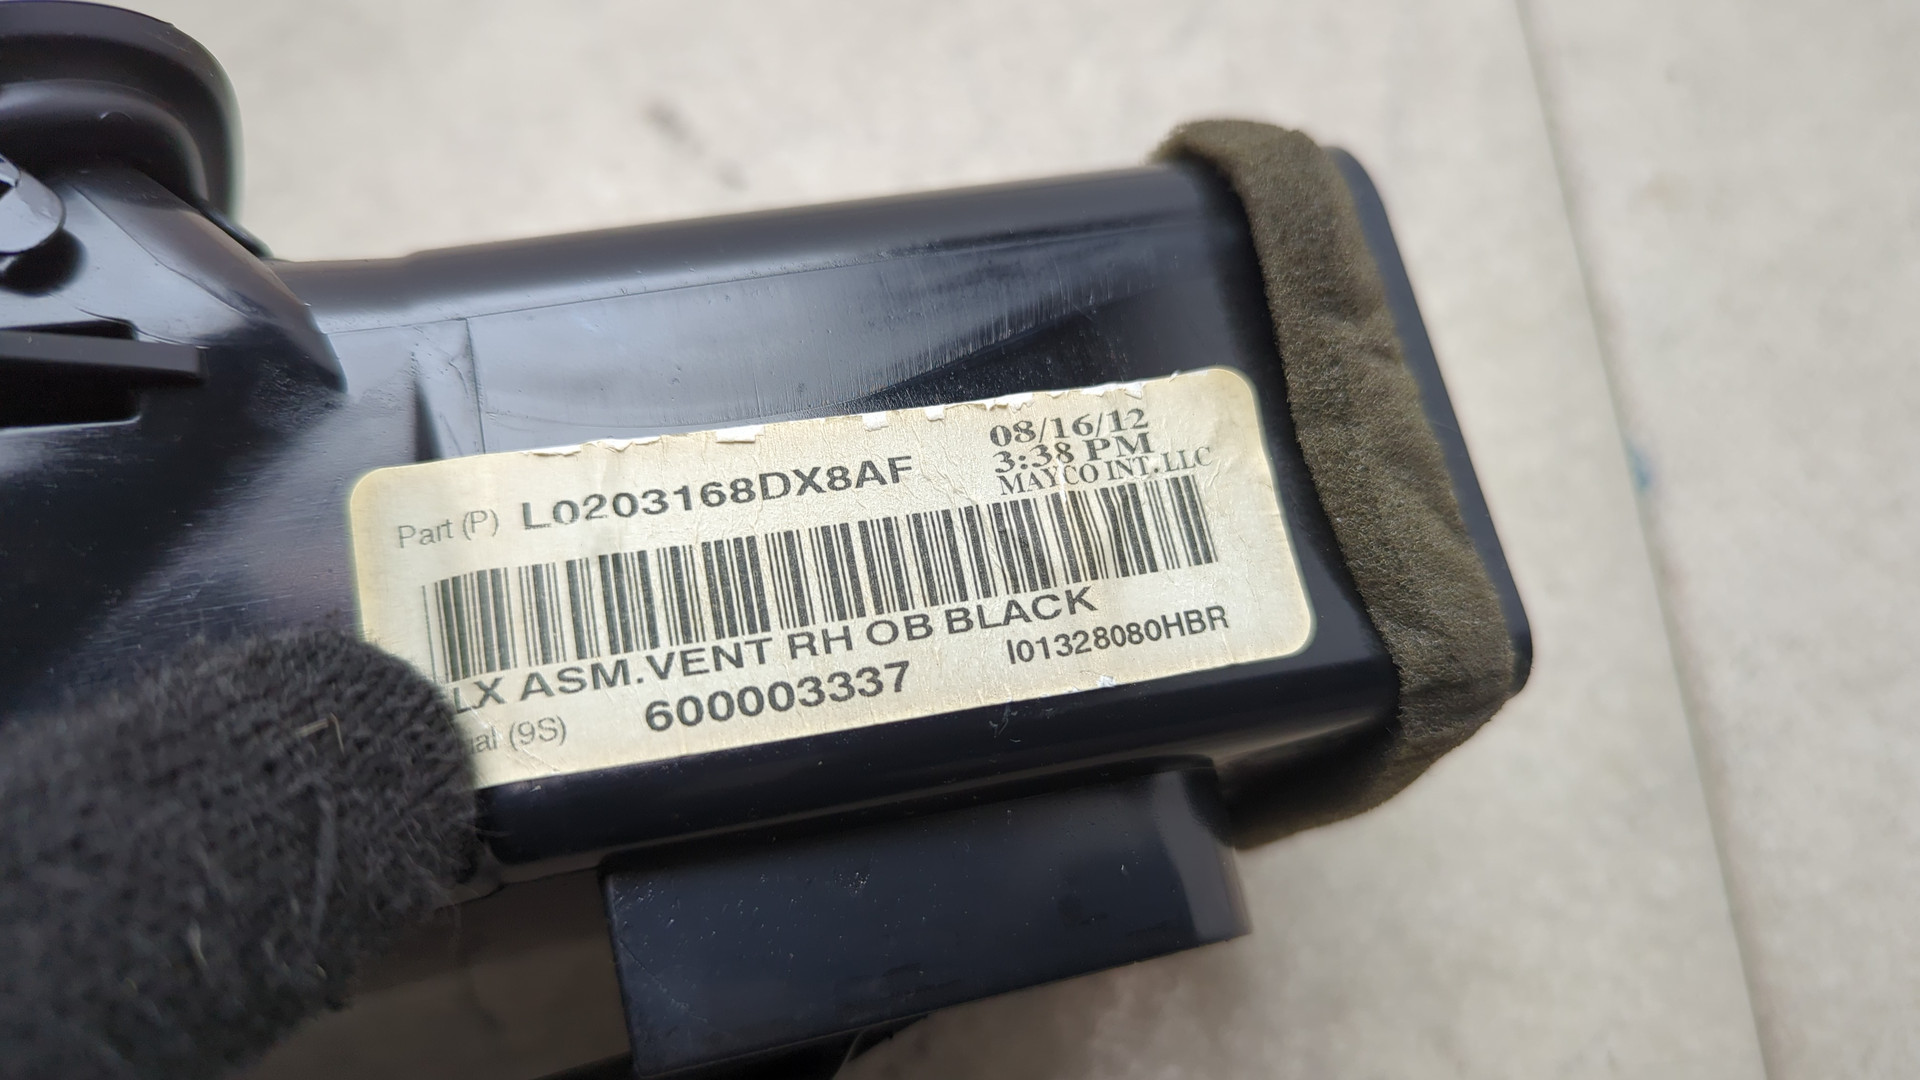 08/16/12
3:38 PM
MAYCO INT.LLC
Part (P) L0203168DX8AF
LX ASM.VENT RH OB BLACK
I01328080HBR
ial (9S) 600003337